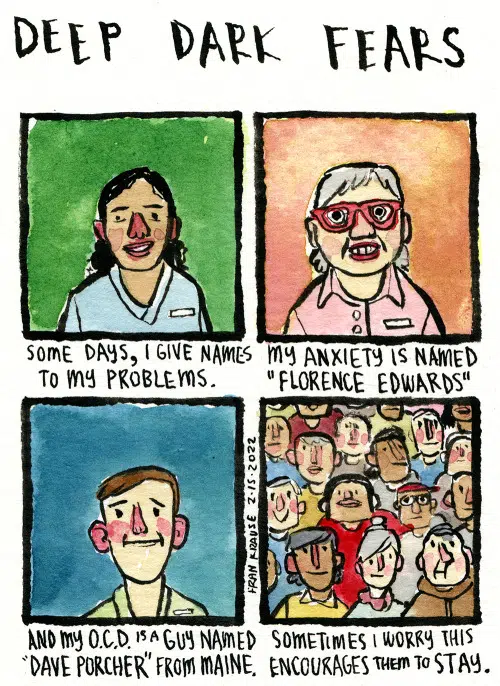 DEEP DARK FEARS
SOME DAYS, I GIVE NAMES
TO MY PROBLEMS.
MY ANXIETY IS NAMED
"FLORENCE EDWARDS"
FRAN KRAUSE 2·15·2022
AND MY O.C.D. IS A GUY NAMED
"DAVE PORCHER" FROM MAINE.
SOMETIMES I WORRY THIS
ENCOURAGES THEM TO STAY.